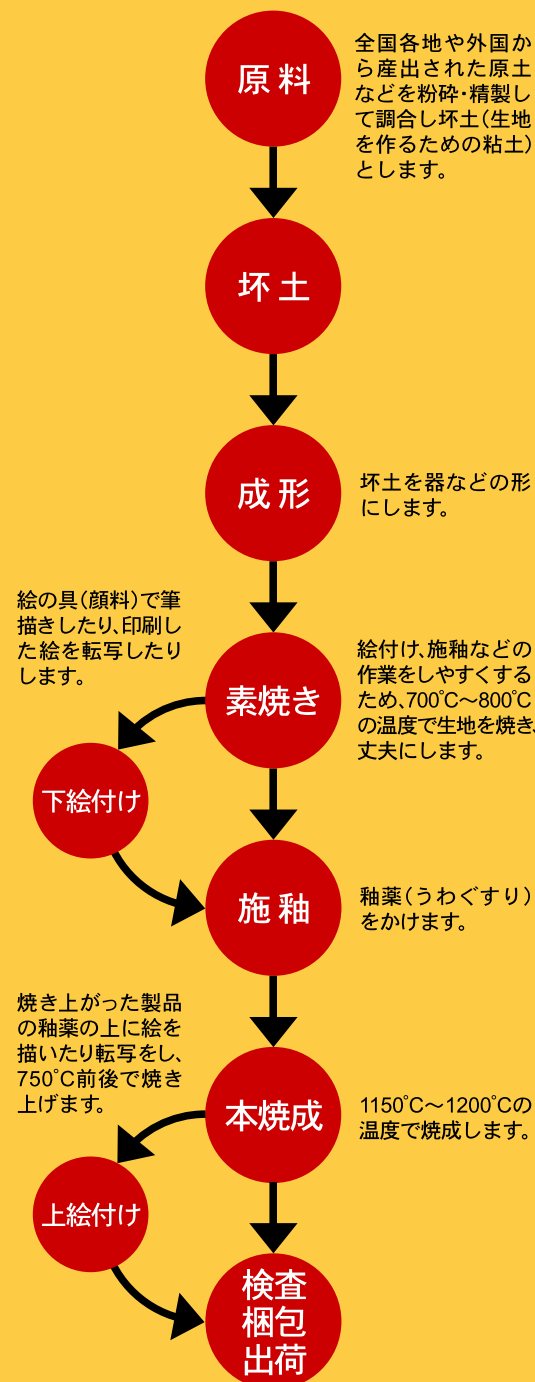 原料
全国各地や外国か
ら産出された原土
などを粉砕・精製し
て調合し坏土(生地
を作るための粘土)
とします。
坏土
成形
坏土を器などの形
にします。
素焼き
絵付け、施釉などの
作業をしやすくする
ため、700℃〜800℃
の温度で生地を焼き、
丈夫にします。
絵の具(顔料)で筆
描きしたり、印刷し
た絵を転写したり
します。
下絵付け
施釉
釉薬(うわぐすり)
をかけます。
本焼成
1150℃〜1200℃の
温度で焼成します。
焼き上がった製品
の釉薬の上に絵を
描いたり転写をし、
750℃前後で焼き
上げます。
上絵付け
検査
梱包
出荷